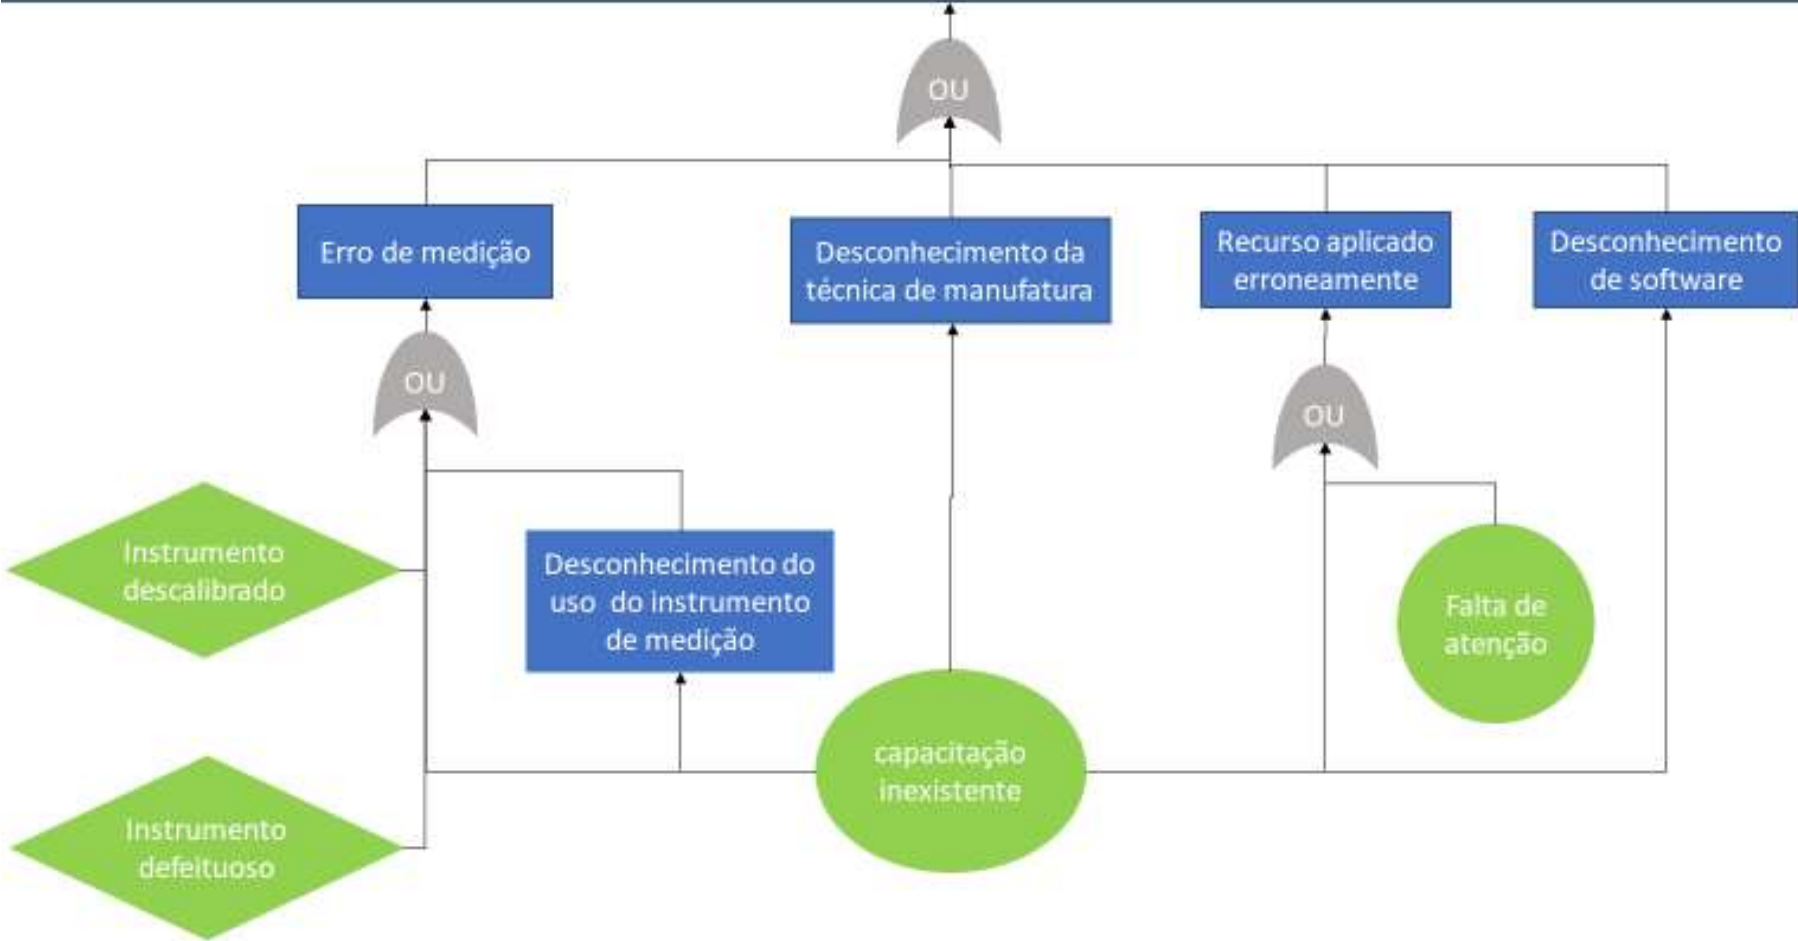 OU
Erro de medição
Desconhecimento da
técnica de manufatura
Recurso aplicado
erroneamente
Desconhecimento
de software
OU
OU
Instrumento
descalibrado
Desconhecimento do
uso do instrumento
de medição
Falta de
atenção
capacitação
inexistente
Instrumento
defeituoso